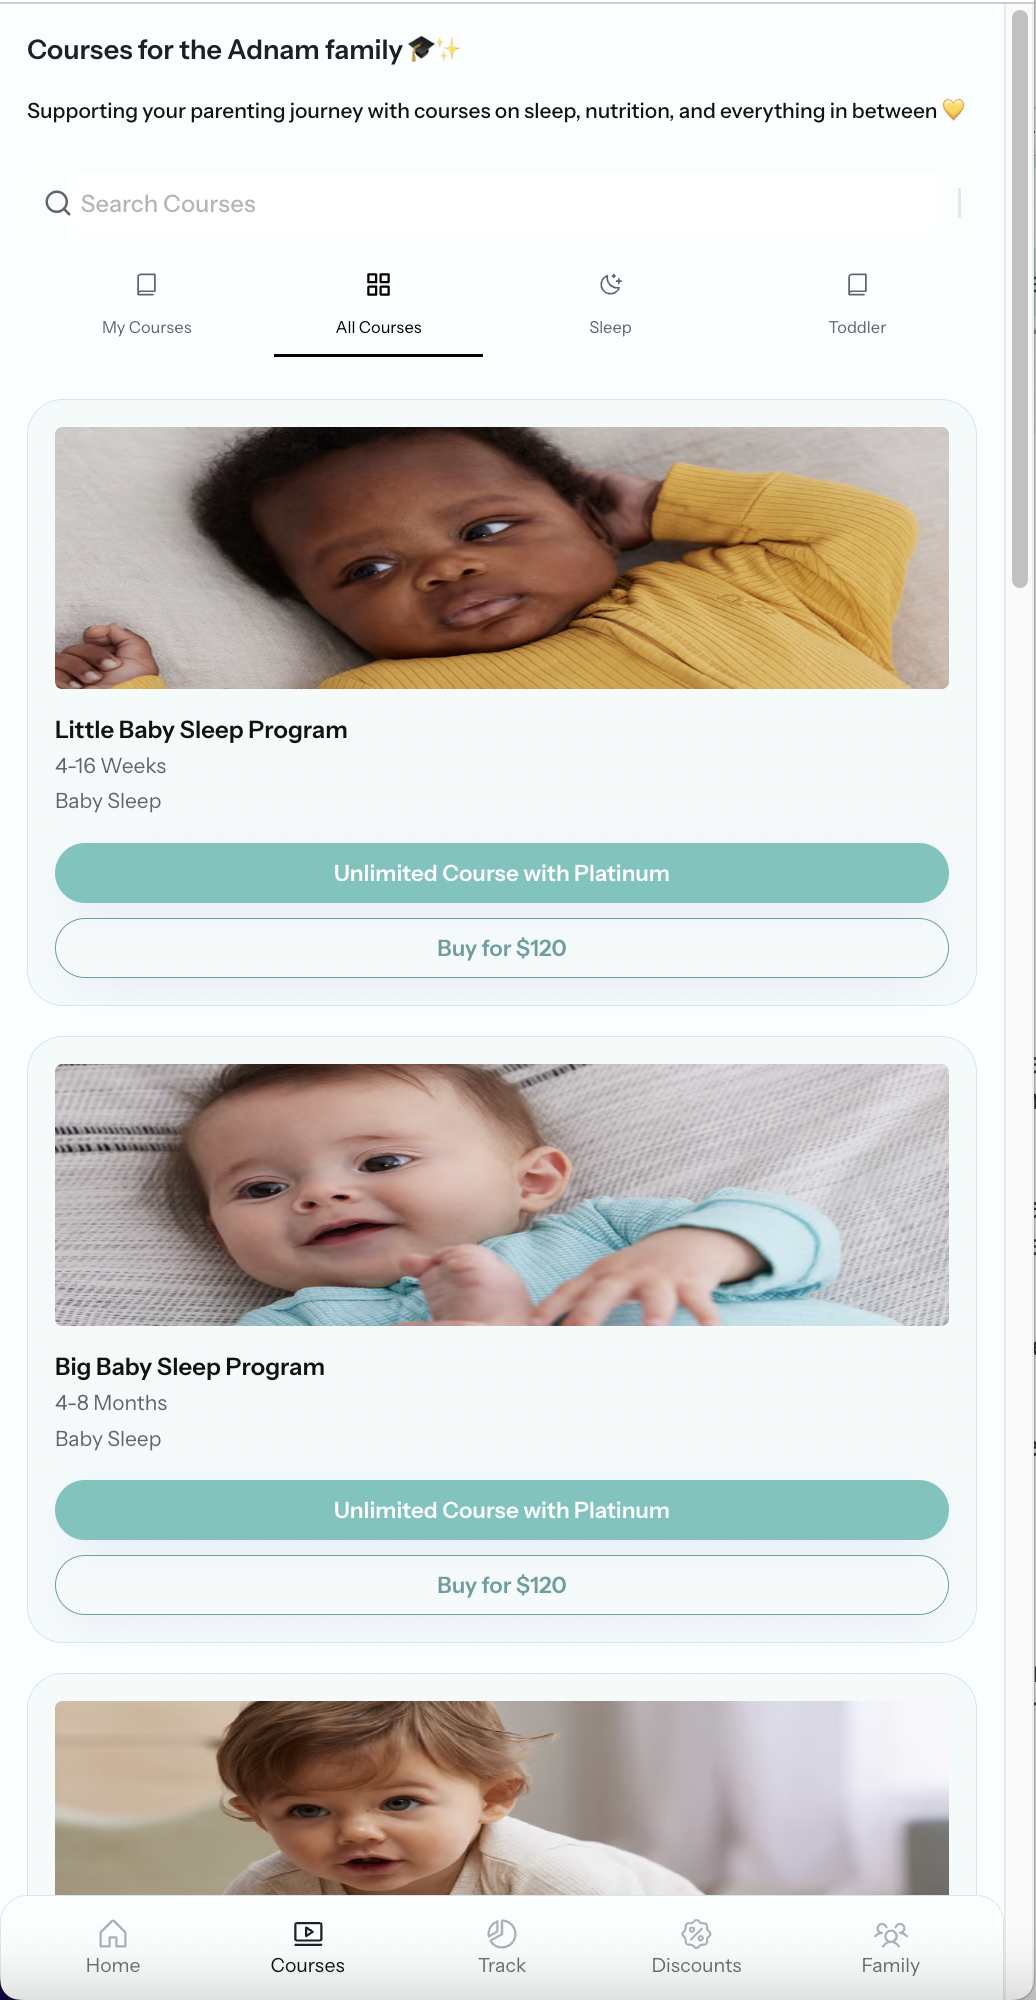 Courses for the Adnam family 🎓✨
Supporting your parenting journey with courses on sleep, nutrition, and everything in between 💛
Search Courses
My Courses
All Courses
Sleep
Toddler
Little Baby Sleep Program
4-16 Weeks
Baby Sleep
Unlimited Course with Platinum
Buy for $120
Big Baby Sleep Program
4-8 Months
Baby Sleep
Unlimited Course with Platinum
Buy for $120
Home
Courses
Track
Discounts
Family